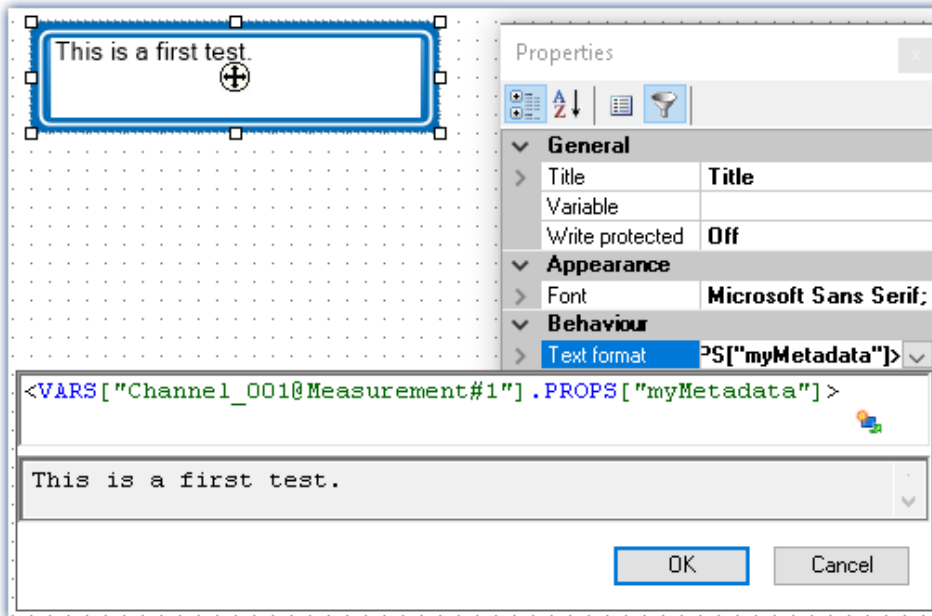 This is a first test.
Properties
x
A
Z
General
Title Title
Variable
Write protected Off
Appearance
Font Microsoft Sans Serif;
Behaviour
Text format PS["myMetadata"]>
<VARS["Channel_001@Measurement#1"].PROPS["myMetadata"]>
This is a first test.
OK Cancel